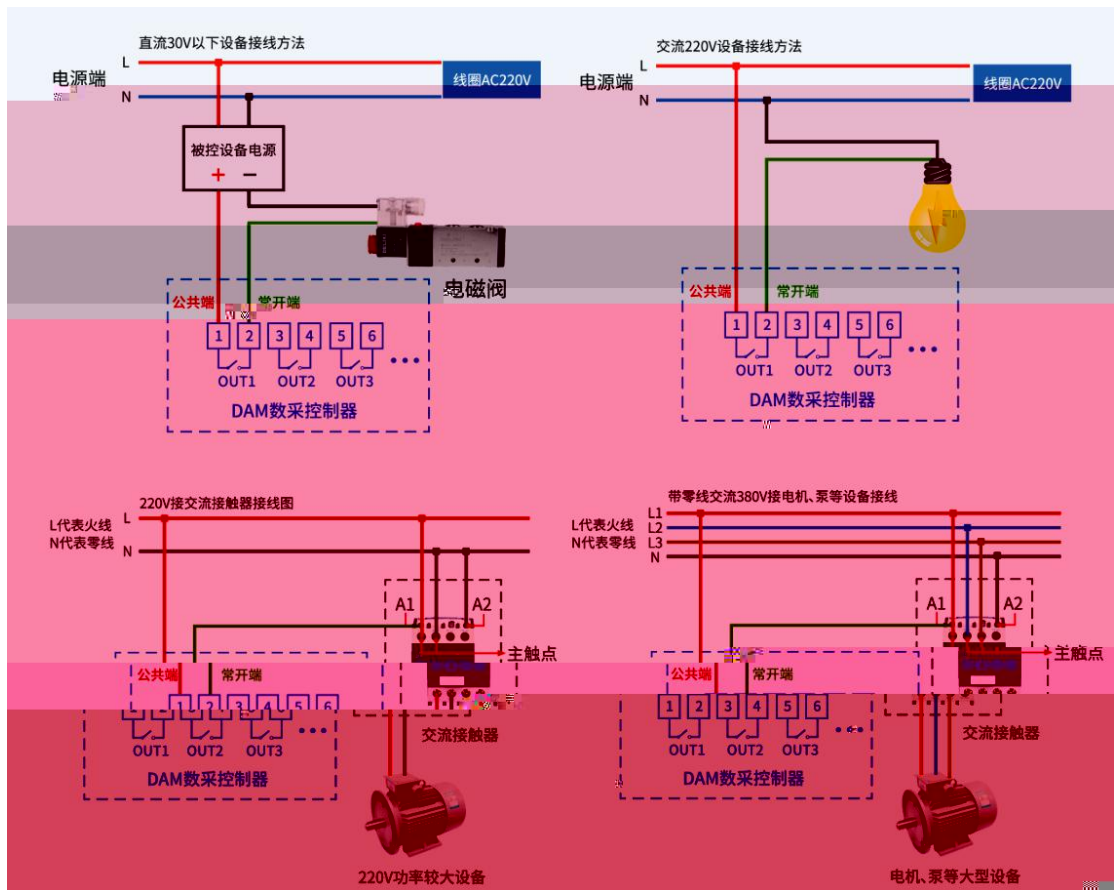 直流30V以下设备接线方法
电源端
L
N
线圈AC220V
被控设备电源
+ −
电磁阀
公共端
常开端
1 2 3 4 5 6
OUT1 OUT2 OUT3
DAM数采控制器
交流220V设备接线方法
电源端
L
N
线圈AC220V
公共端
常开端
1 2 3 4 5 6
OUT1 OUT2 OUT3
DAM数采控制器
220V接交流接触器接线图
L代表火线
N代表零线
L
N
A1 A2
主触点
公共端
常开端
1 2 3 4 5 6
OUT1 OUT2 OUT3
交流接触器
DAM数采控制器
220V功率较大设备
带零线交流380V接电机、泵等设备接线
L代表火线
N代表零线
L1
L2
L3
N
A1 A2
主触点
公共端
常开端
1 2 3 4 5 6
OUT1 OUT2 OUT3
交流接触器
DAM数采控制器
电机、泵等大型设备